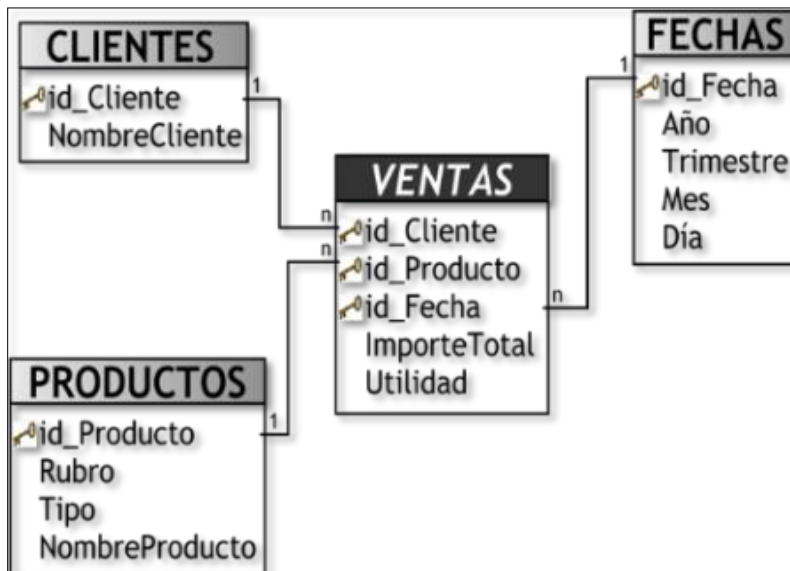 CLIENTES
id_Cliente
NombreCliente
1
n
VENTAS
id_Cliente
id_Producto
id_Fecha
ImporteTotal
Utilidad
n
n
1
FECHAS
id_Fecha
Año
Trimestre
Mes
Día
PRODUCTOS
1
id_Producto
Rubro
Tipo
NombreProducto